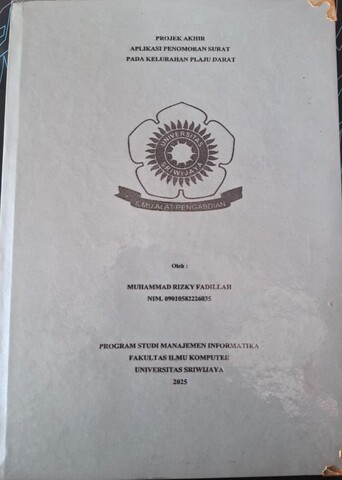 PROJEK AKHIR
APLIKASI PENOMORAN SURAT
PADA KELURAHAN PLAJU DARAT
UNIVERSITAS
SRIWIJAYA
ILMU ALAT PENGABDIAN
Oleh :
MUHAMMAD RIZKY FADILLAH
NIM. 09010582226035
PROGRAM STUDI MANAJEMEN INFORMATIKA
FAKULTAS ILMU KOMPUTER
UNIVERSITAS SRIWIJAYA
2025